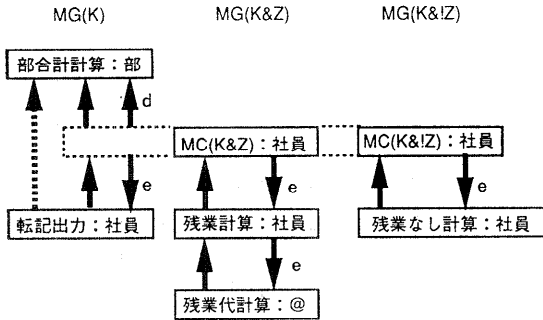 MG(K) MG(K&Z) MG(K&!Z)
部合計計算：部
d
MC(K&Z)：社員 MC(K&!Z)：社員
e e e
転記出力：社員 残業計算：社員 残業なし計算：社員
e
残業代計算：@